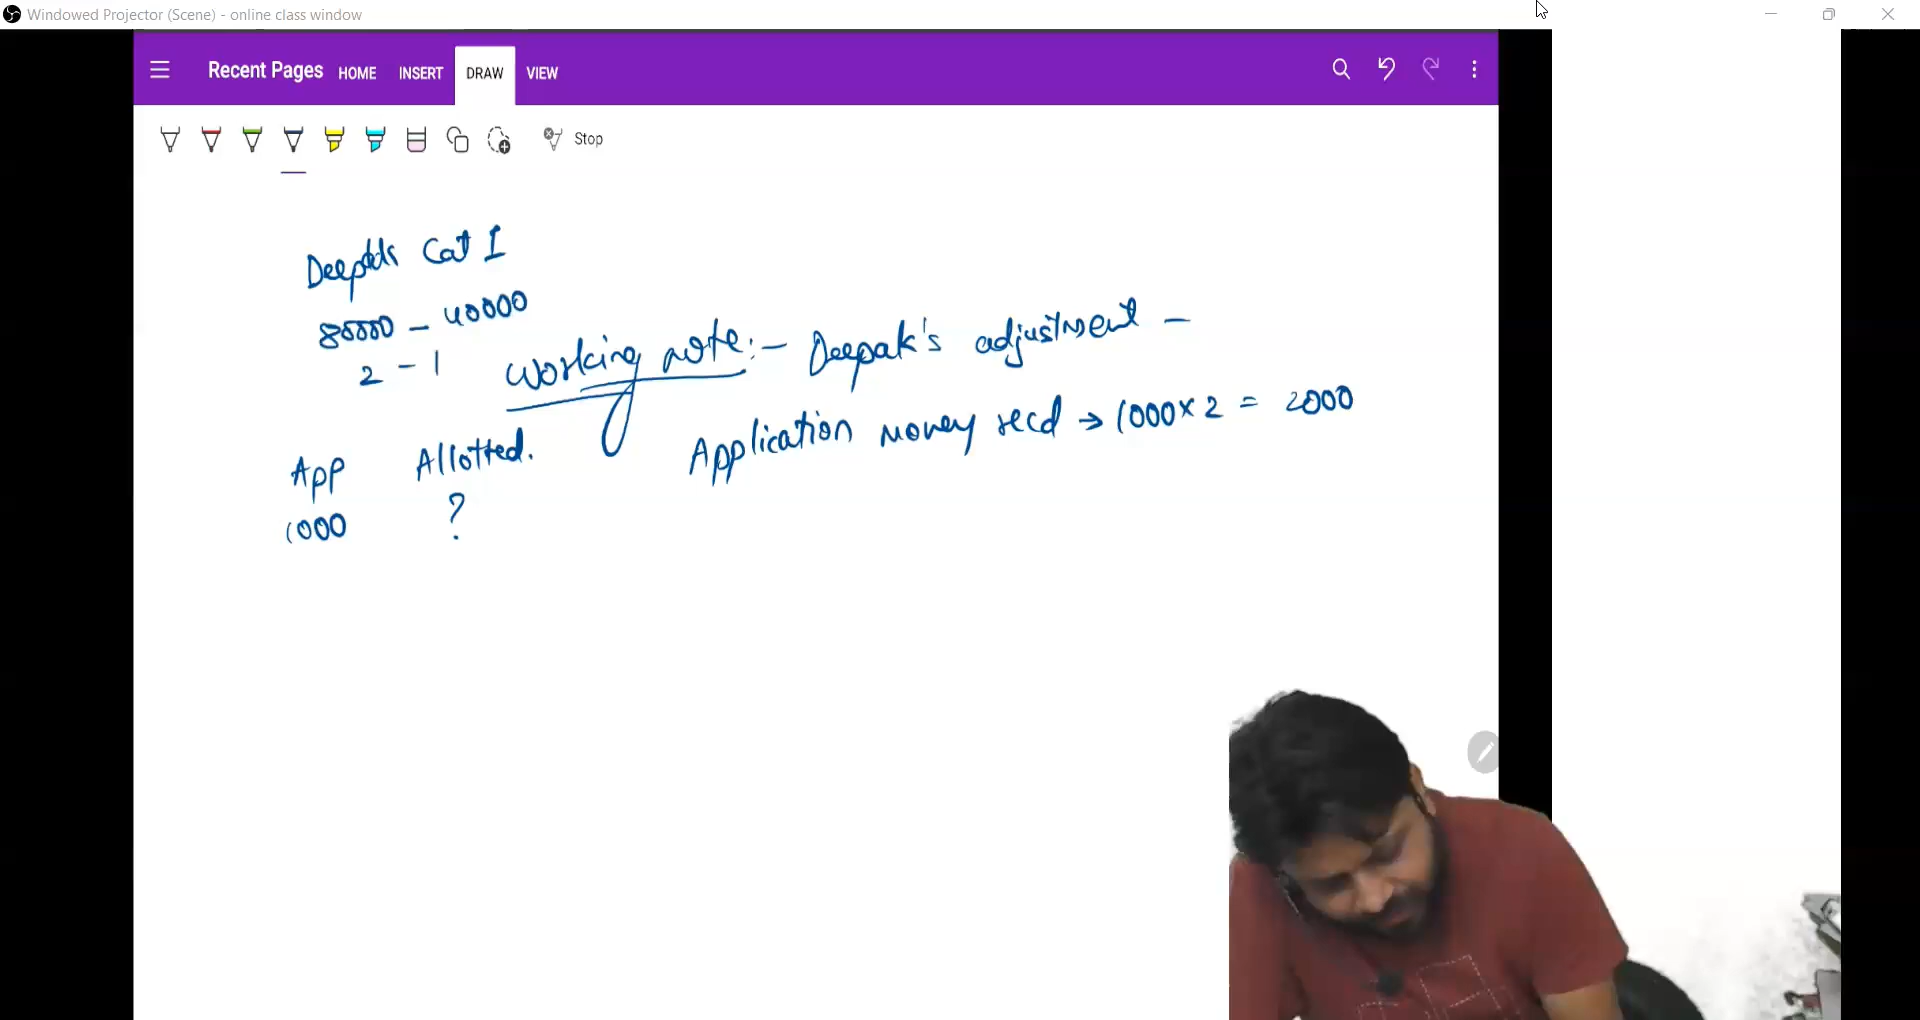 Windowed Projector (Scene) - online class window
Recent Pages HOME INSERT DRAW VIEW
Stop
Deepak's Cat I
80000 - 40000
2 - 1
Working note:- Deepak's adjustment -
Application money recd → 1000 x 2 = 2000
App Allotted.
1000 ?